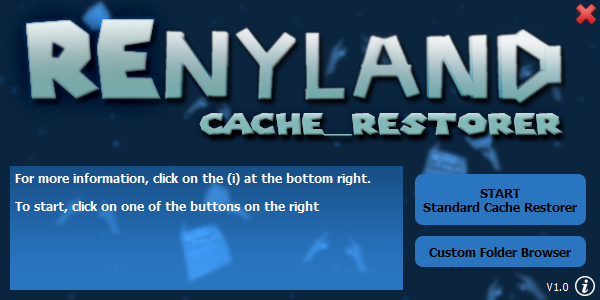 RENYLAND
CACHE_RESTORER
For more information, click on the (i) at the bottom right.
To start, click on one of the buttons on the right
START
Standard Cache Restorer
Custom Folder Browser
V1.0 i